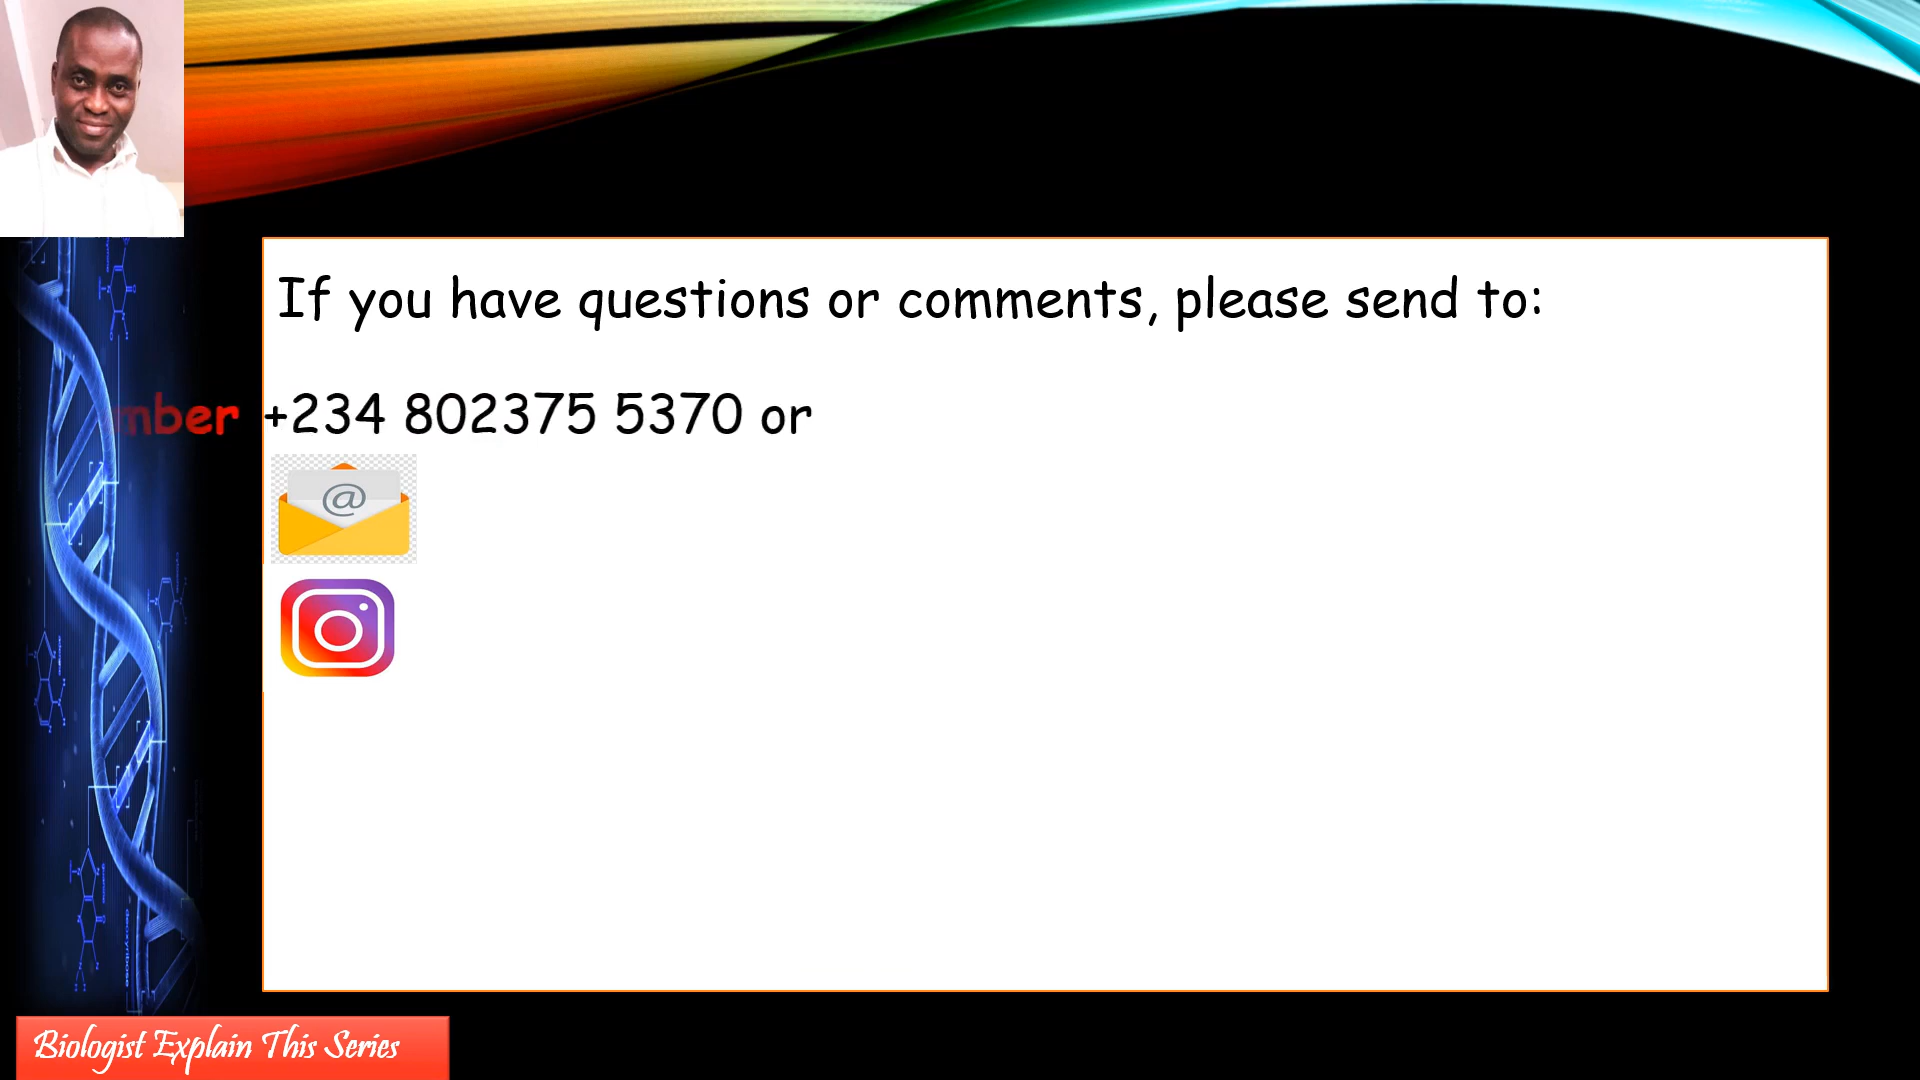 If you have questions or comments, please send to:
mber +234 802375 5370 or
@
Biologist Explain This Series